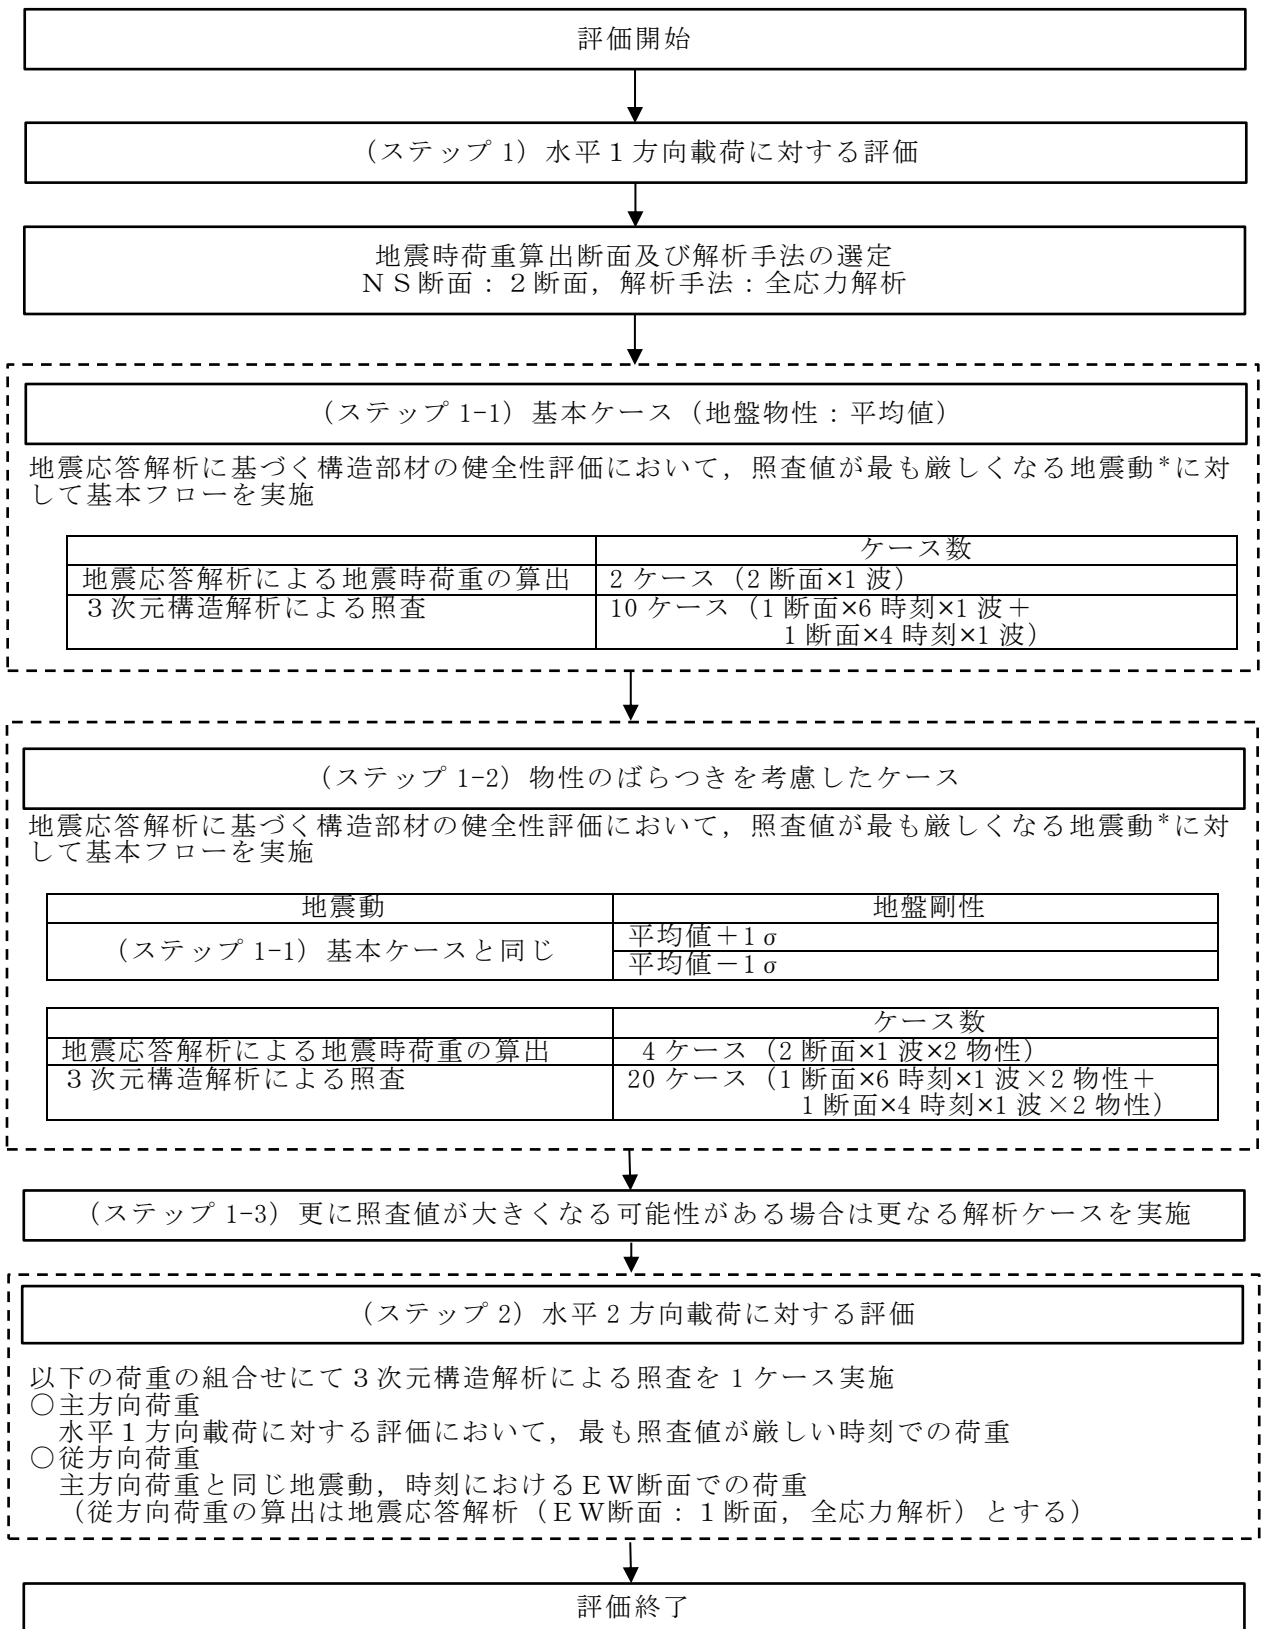 評価開始
（ステップ 1）水平１方向載荷に対する評価
地震時荷重算出断面及び解析手法の選定
ＮＳ断面：２断面，解析手法：全応力解析
（ステップ 1-1）基本ケース（地盤物性：平均値）
地震応答解析に基づく構造部材の健全性評価において，照査値が最も厳しくなる地震動*に対
して基本フローを実施
ケース数
地震応答解析による地震時荷重の算出 2 ケース（2 断面×1 波）
３次元構造解析による照査 10 ケース（1 断面×6 時刻×1 波＋
1 断面×4 時刻×1 波）
（ステップ 1-2）物性のばらつきを考慮したケース
地震応答解析に基づく構造部材の健全性評価において，照査値が最も厳しくなる地震動*に対
して基本フローを実施
地震動 地盤剛性
（ステップ 1-1）基本ケースと同じ 平均値＋1σ
平均値－1σ
ケース数
地震応答解析による地震時荷重の算出 4 ケース（2 断面×1 波×2 物性）
３次元構造解析による照査 20 ケース（1 断面×6 時刻×1 波×2 物性＋
1 断面×4 時刻×1 波×2 物性）
（ステップ 1-3）更に照査値が大きくなる可能性がある場合は更なる解析ケースを実施
（ステップ 2）水平２方向載荷に対する評価
以下の荷重の組合せにて３次元構造解析による照査を１ケース実施
○主方向荷重
水平１方向載荷に対する評価において，最も照査値が厳しい時刻での荷重
○従方向荷重
主方向荷重と同じ地震動，時刻におけるＥＷ断面での荷重
（従方向荷重の算出は地震応答解析（ＥＷ断面：１断面，全応力解析）とする）
評価終了